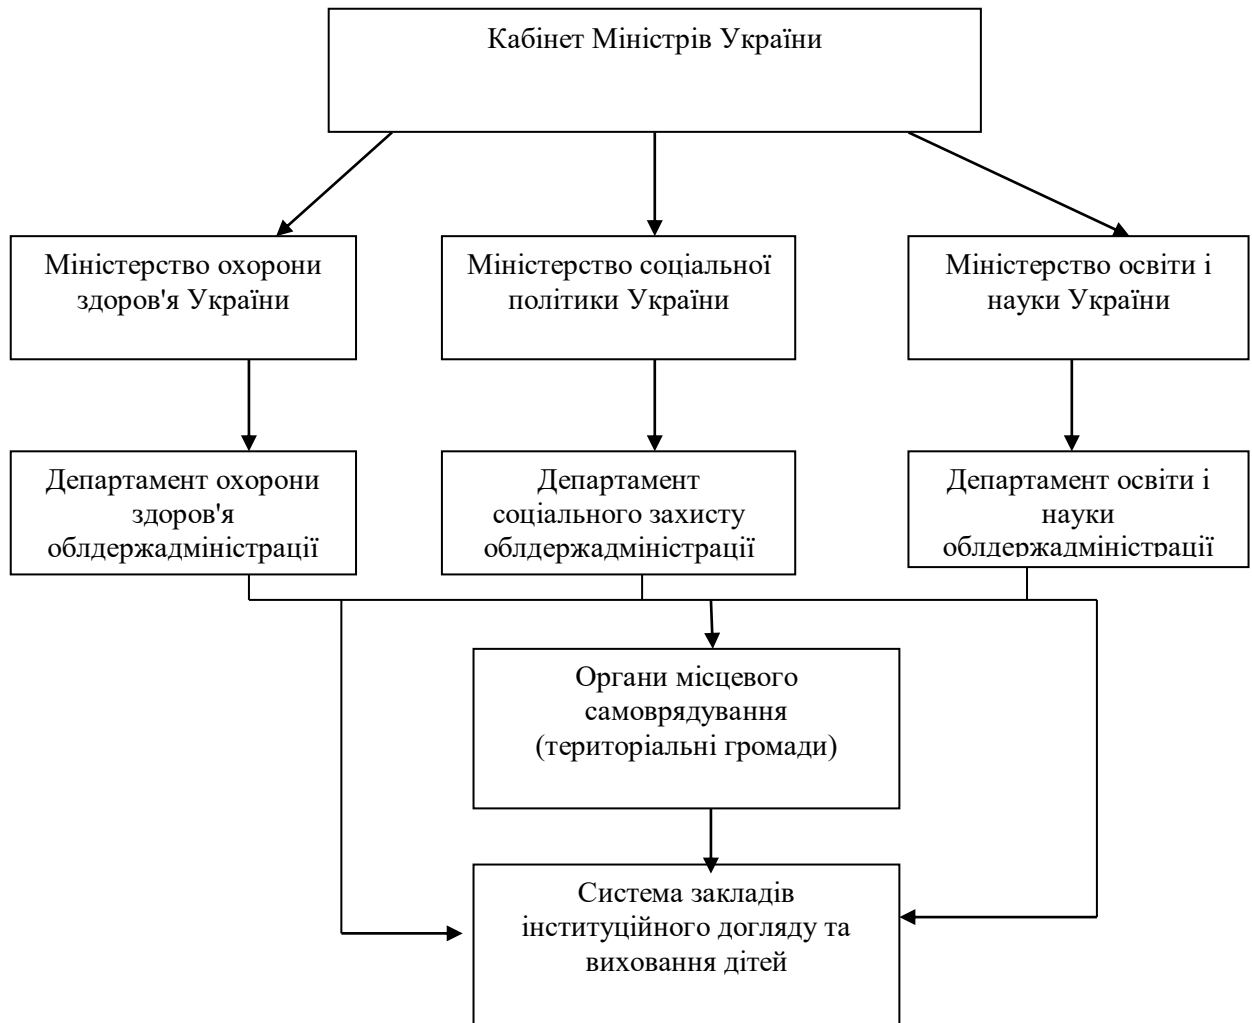 Кабінет Міністрів України
Міністерство охорони
здоров'я України
Міністерство соціальної
політики України
Міністерство освіти і
науки України
Департамент охорони
здоров'я
облдержадміністрації
Департамент
соціального захисту
облдержадміністрації
Департамент освіти і
науки
облдержадміністрації
Органи місцевого
самоврядування
(територіальні громади)
Система закладів
інституційного догляду та
виховання дітей